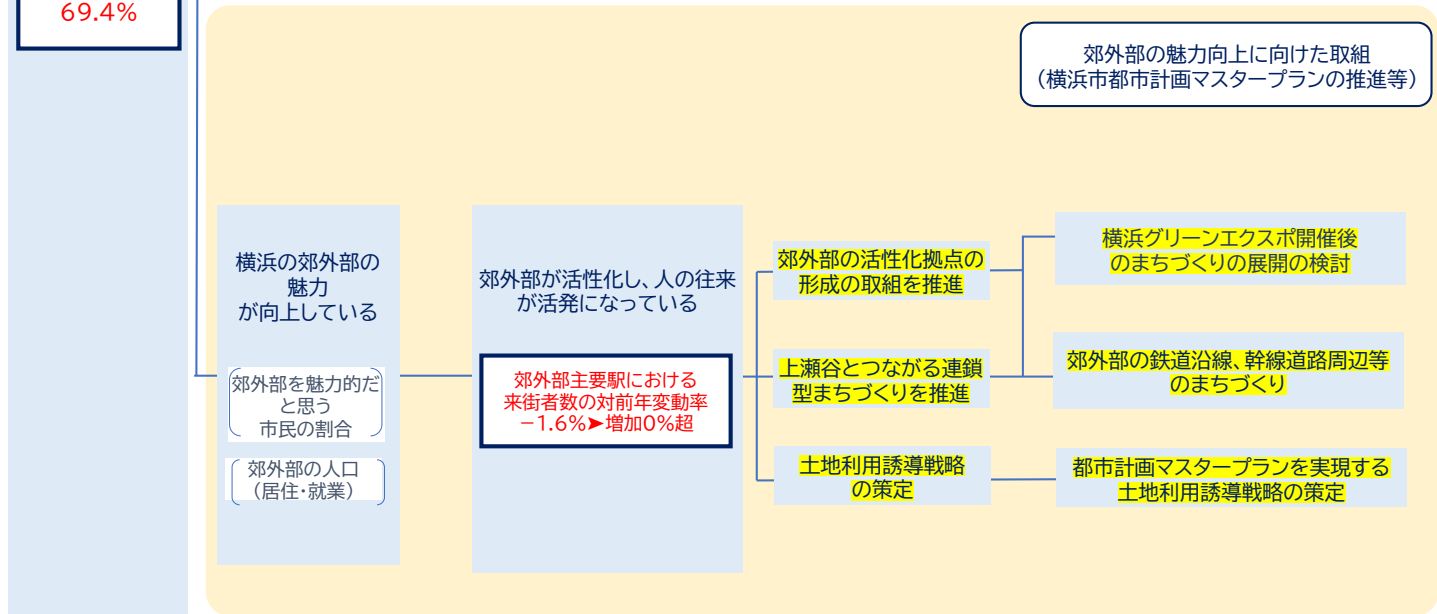 69.4%
郊外部の魅力向上に向けた取組
（横浜市都市計画マスタープランの推進等）
横浜の郊外部の
魅力
が向上している
郊外部を魅力的だ
と思う
市民の割合
郊外部の人口
（居住・就業）
郊外部が活性化し、人の往来
が活発になっている
郊外部主要駅における
来街者数の対前年変動率
－1.6%➤増加0%超
郊外部の活性化拠点の
形成の取組を推進
上瀬谷とつながる連鎖
型まちづくりを推進
土地利用誘導戦略
の策定
横浜グリーンエクスポ開催後
のまちづくりの展開の検討
郊外部の鉄道沿線、幹線道路周辺等
のまちづくり
都市計画マスタープランを実現する
土地利用誘導戦略の策定